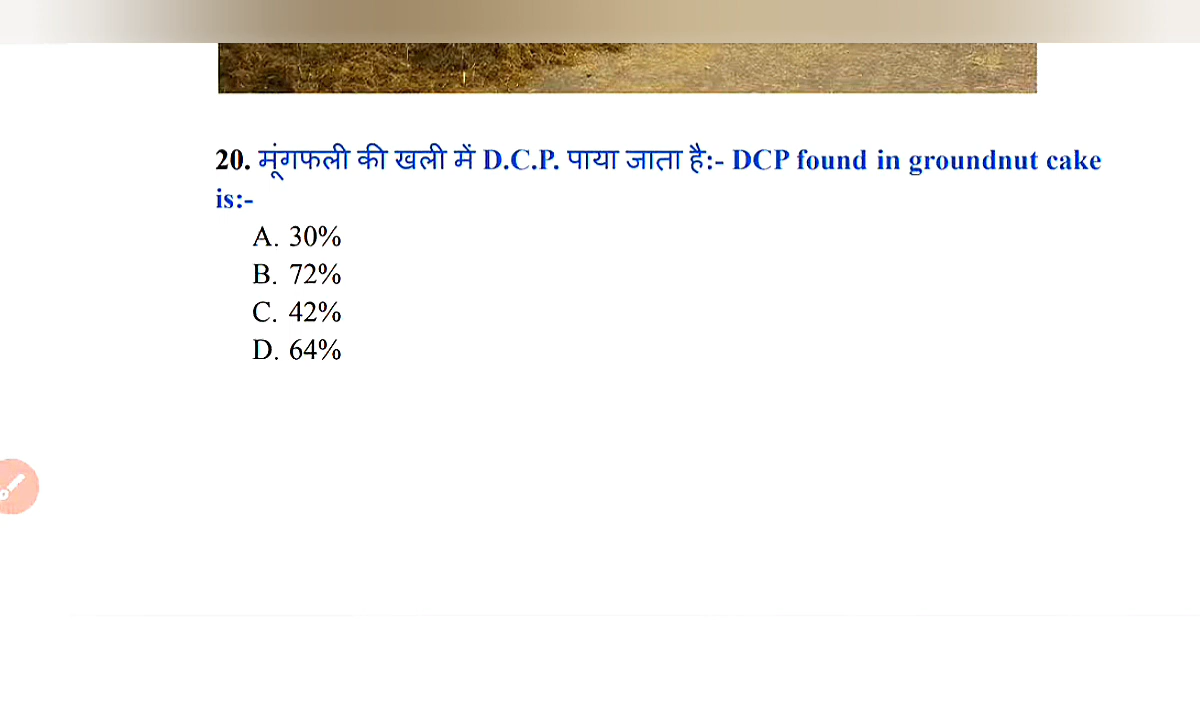 20. मूंगफली की खली में D.C.P. पाया जाता है:- DCP found in groundnut cake
is:-
A. 30%
B. 72%
C. 42%
D. 64%